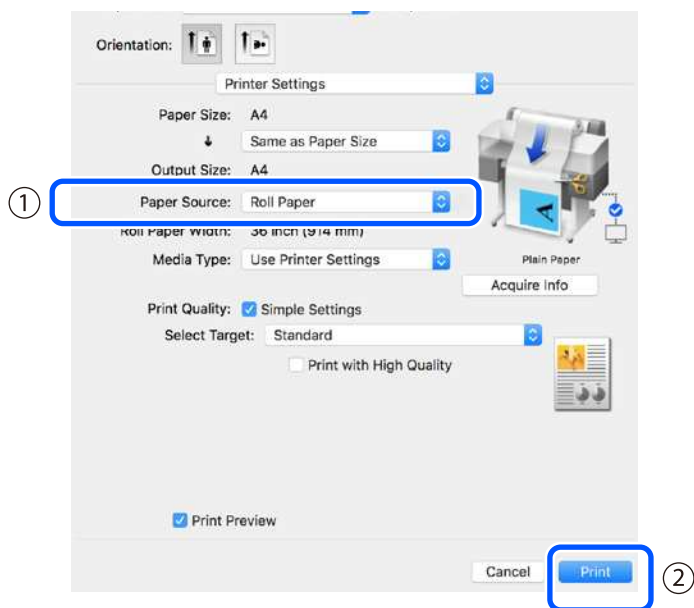 Orientation:
Printer Settings
Paper Size: A4
Same as Paper Size
Output Size: A4
① Paper Source: Roll Paper
Roll Paper Width: 36 inch (914 mm)
Media Type: Use Printer Settings
Plain Paper
Acquire Info
Print Quality: Simple Settings
Select Target: Standard
Print with High Quality
Print Preview
Cancel Print ②